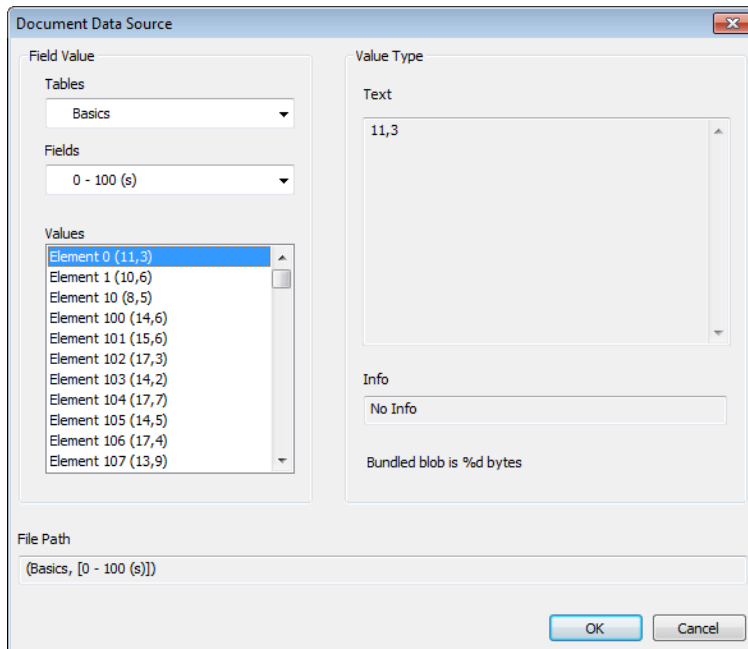 Document Data Source
Field Value
Tables
Basics
Fields
0 - 100 (s)
Values
Element 0 (11,3)
Element 1 (10,6)
Element 10 (8,5)
Element 100 (14,6)
Element 101 (15,6)
Element 102 (17,3)
Element 103 (14,2)
Element 104 (17,7)
Element 105 (14,5)
Element 106 (17,4)
Element 107 (13,9)
Value Type
Text
11,3
Info
No Info
Bundled blob is %d bytes
File Path
(Basics, [0 - 100 (s)])
OK
Cancel